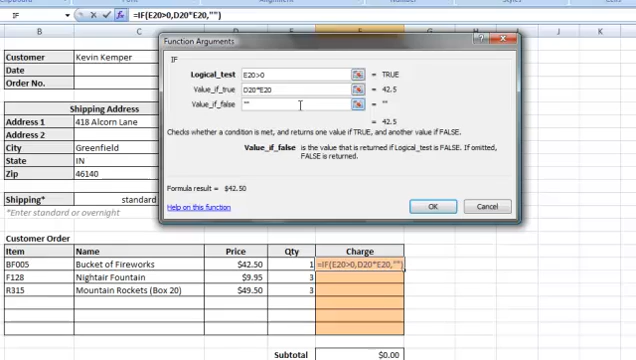 IF
=IF(E20>0,D20*E20,"")
B
C
J
K
Customer
Kevin Kemper
Date
Order No.
Shipping Address
Address 1
418 Alcorn Lane
Address 2
City
Greenfield
State
IN
Zip
46140
Shipping*
standard
*Enter standard or overnight
Function Arguments
IF
Logical_test
E20>0
= TRUE
Value_if_true
D20*E20
= 42.5
Value_if_false
""
= ""
= 42.5
Checks whether a condition is met, and returns one value if TRUE, and another value if FALSE.
Value_if_false is the value that is returned if Logical_test is FALSE. If omitted,
FALSE is returned.
Formula result = $42.50
Help on this function
OK
Cancel
Customer Order
Item Name Price Qty Charge
BF005 Bucket of Fireworks $42.50 1 =IF(E20>0,D20*E20,"")
F128 Nightair Fountain $9.95 3
R315 Mountain Rockets (Box 20) $49.50 3
Subtotal $0.00